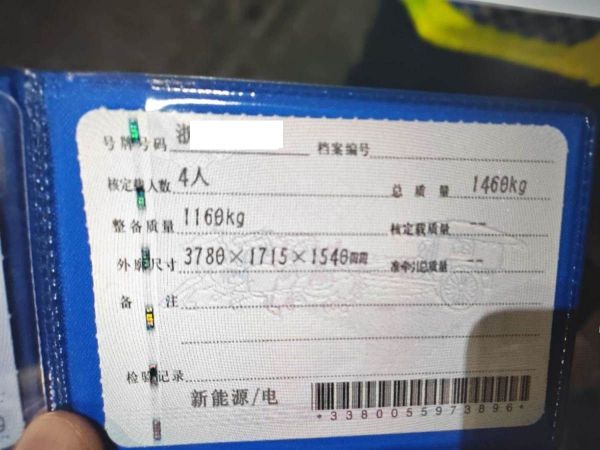 号牌号码 浙 档案编号
核定载人数 4人 总质量 1460kg
整备质量 1160kg 核定载质量 --
外廓尺寸 3780×1715×1540mm 准牵引总质量 --
备注
检验记录
新能源/电
*3380055973896*